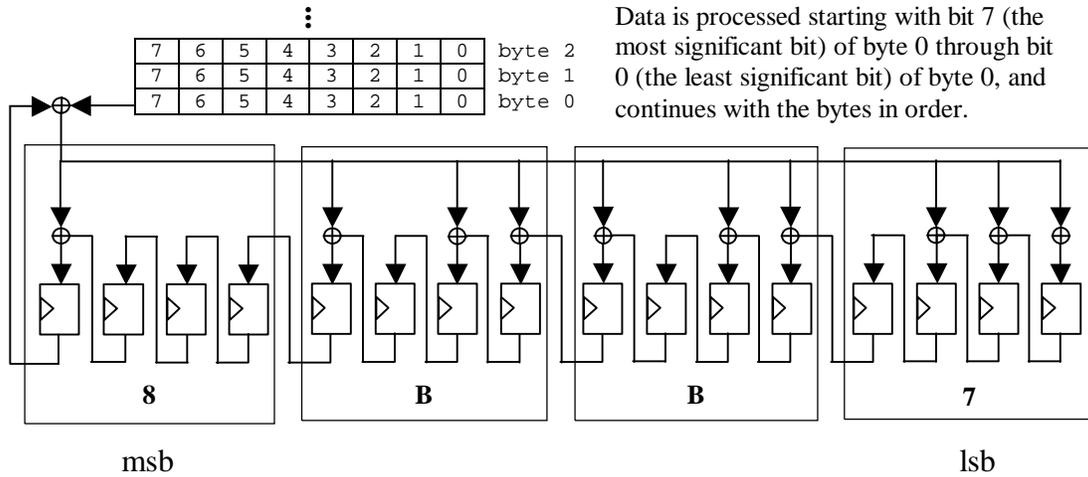 Data is processed starting with bit 7 (the
most significant bit) of byte 0 through bit
0 (the least significant bit) of byte 0, and
continues with the bytes in order.
7 6 5 4 3 2 1 0 byte 2
7 6 5 4 3 2 1 0 byte 1
7 6 5 4 3 2 1 0 byte 0
8 B B 7
msb lsb